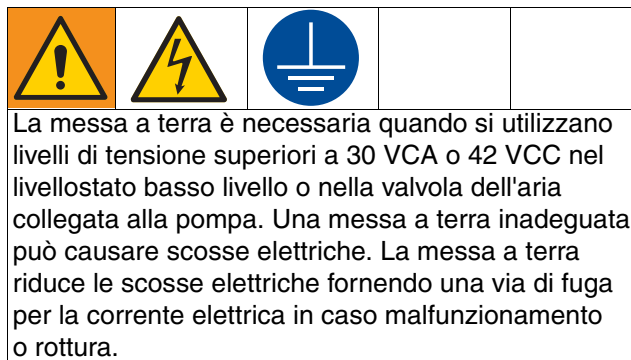 La messa a terra è necessaria quando si utilizzano
livelli di tensione superiori a 30 VCA o 42 VCC nel
livellostato basso livello o nella valvola dell'aria
collegata alla pompa. Una messa a terra inadeguata
può causare scosse elettriche. La messa a terra
riduce le scosse elettriche fornendo una via di fuga
per la corrente elettrica in caso malfunzionamento
o rottura.